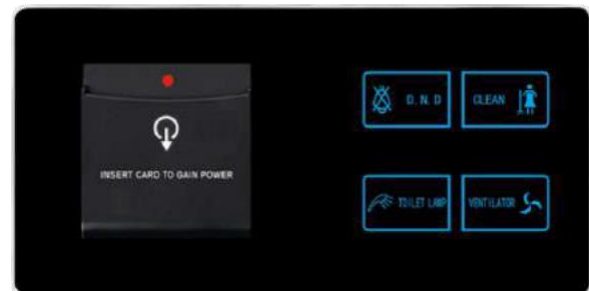 INSERT CARD TO GAIN POWER
D.N.D
CLEAN
TOILET LAMP
VENTILATOR